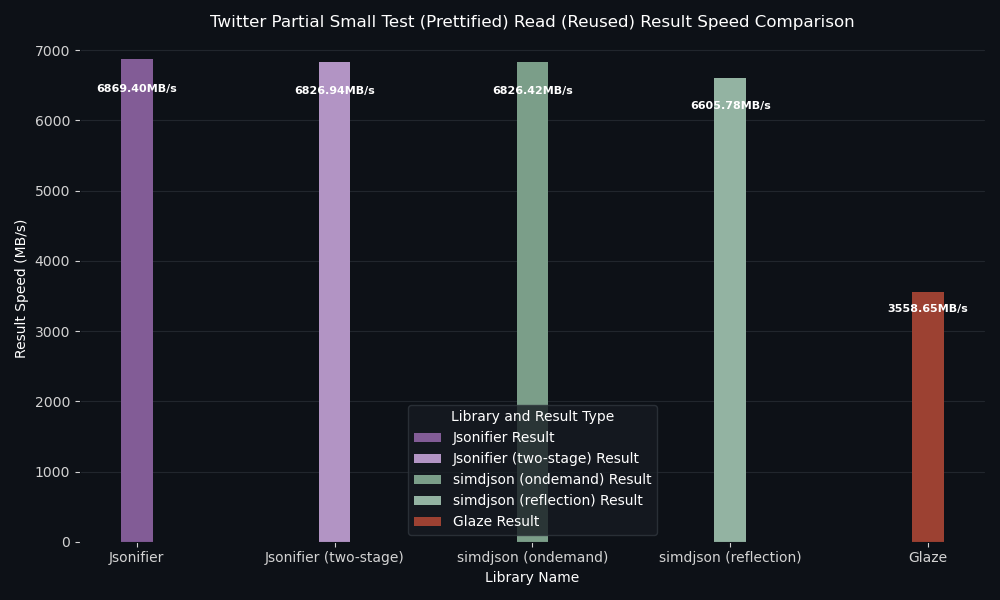 Twitter Partial Small Test (Prettified) Read (Reused) Result Speed Comparison
Result Speed (MB/s)
7000
6000
5000
4000
3000
2000
1000
0
6869.40MB/s
6826.94MB/s
6826.42MB/s
6605.78MB/s
3558.65MB/s
Library and Result Type
Jsonifier Result
Jsonifier (two-stage) Result
simdjson (ondemand) Result
simdjson (reflection) Result
Glaze Result
Jsonifier
Jsonifier (two-stage)
simdjson (ondemand)
simdjson (reflection)
Glaze
Library Name